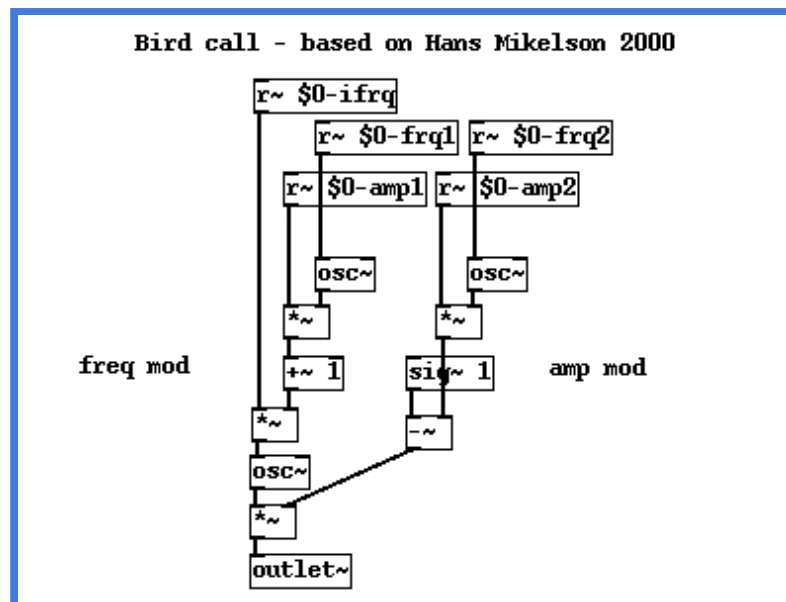 Bird call - based on Hans Mikelson 2000
r~ $0-ifrq
r~ $0-frq1 r~ $0-frq2
r~ $0-amp1 r~ $0-amp2
osc~ osc~
*~ *~
freq mod +~ 1 sig~ 1 amp mod
*~ -~
osc~
*~
outlet~